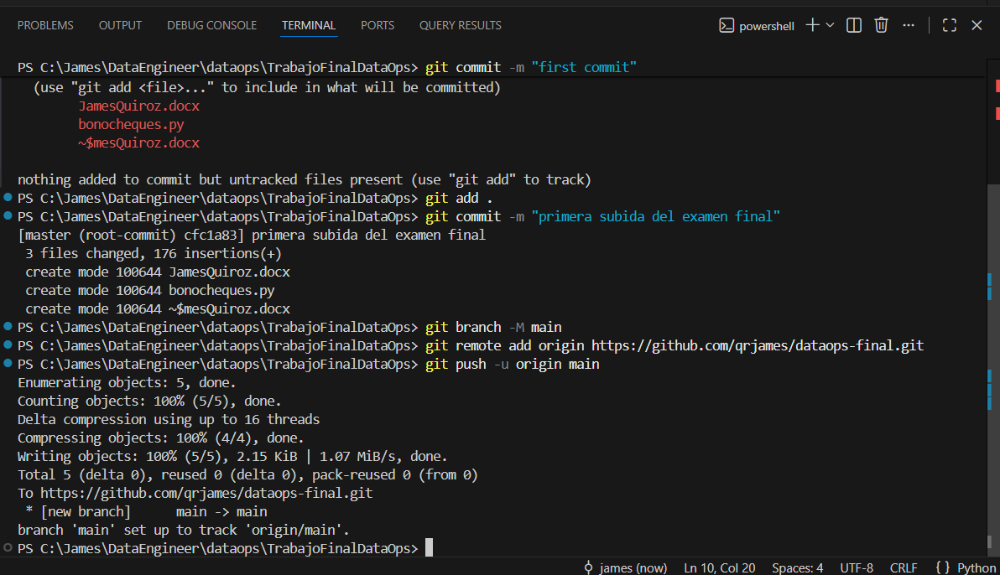 PROBLEMS OUTPUT DEBUG CONSOLE TERMINAL PORTS QUERY RESULTS powershell
PS C:\James\DataEngineer\dataops\TrabajoFinalDataOps> git commit -m "first commit"
(use "git add <file>..." to include in what will be committed)
JamesQuiroz.docx
bonocheques.py
~$mesQuiroz.docx
nothing added to commit but untracked files present (use "git add" to track)
PS C:\James\DataEngineer\dataops\TrabajoFinalDataOps> git add .
PS C:\James\DataEngineer\dataops\TrabajoFinalDataOps> git commit -m "primera subida del examen final"
[master (root-commit) cfc1a83] primera subida del examen final
3 files changed, 176 insertions(+)
create mode 100644 JamesQuiroz.docx
create mode 100644 bonocheques.py
create mode 100644 ~$mesQuiroz.docx
PS C:\James\DataEngineer\dataops\TrabajoFinalDataOps> git branch -M main
PS C:\James\DataEngineer\dataops\TrabajoFinalDataOps> git remote add origin https://github.com/qrjames/dataops-final.git
PS C:\James\DataEngineer\dataops\TrabajoFinalDataOps> git push -u origin main
Enumerating objects: 5, done.
Counting objects: 100% (5/5), done.
Delta compression using up to 16 threads
Compressing objects: 100% (4/4), done.
Writing objects: 100% (5/5), 2.15 KiB | 1.07 MiB/s, done.
Total 5 (delta 0), reused 0 (delta 0), pack-reused 0 (from 0)
To https://github.com/qrjames/dataops-final.git
* [new branch]      main -> main
branch 'main' set up to track 'origin/main'.
PS C:\James\DataEngineer\dataops\TrabajoFinalDataOps>
james (now) Ln 10, Col 20 Spaces: 4 UTF-8 CRLF { } Python